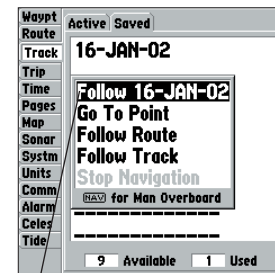 Waypt
Route
Track
Trip
Time
Pages
Map
Sonar
Systm
Units
Comm
Alarm
Celes
Tide
Active Saved
16-JAN-02
Follow 16-JAN-02
Go To Point
Follow Route
Follow Track
Stop Navigation
NAV for Man Overboard
9 Available 1 Used